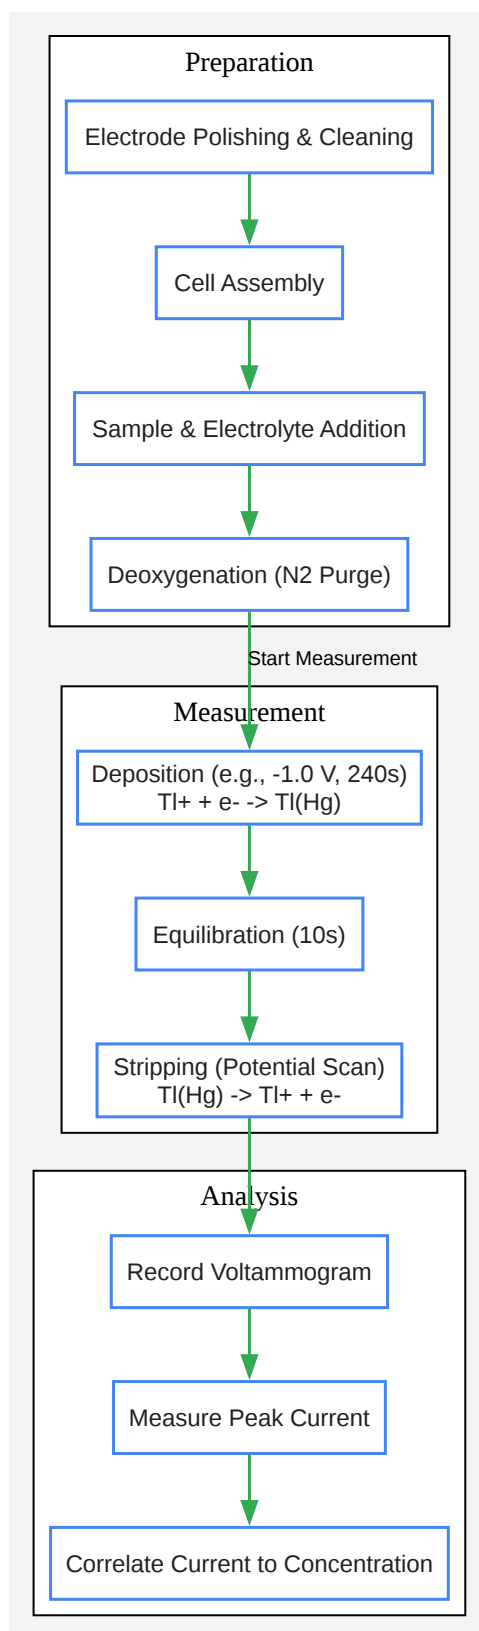 Preparation
Electrode Polishing & Cleaning
Cell Assembly
Sample & Electrolyte Addition
Deoxygenation (N2 Purge)
Start Measurement
Measurement
Deposition (e.g., -1.0 V, 240s)
Tl+ + e- -> Tl(Hg)
Equilibration (10s)
Stripping (Potential Scan)
Tl(Hg) -> Tl+ + e-
Analysis
Record Voltammogram
Measure Peak Current
Correlate Current to Concentration